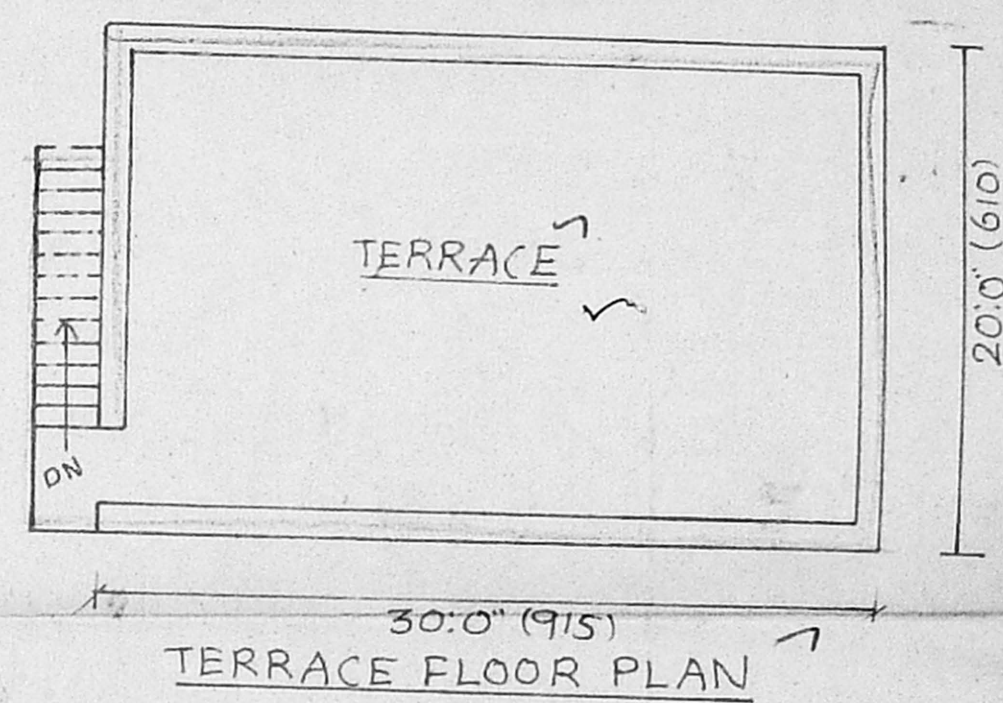 TERRACE
20'.0" (610)
DN
30'.0" (915)
TERRACE FLOOR PLAN